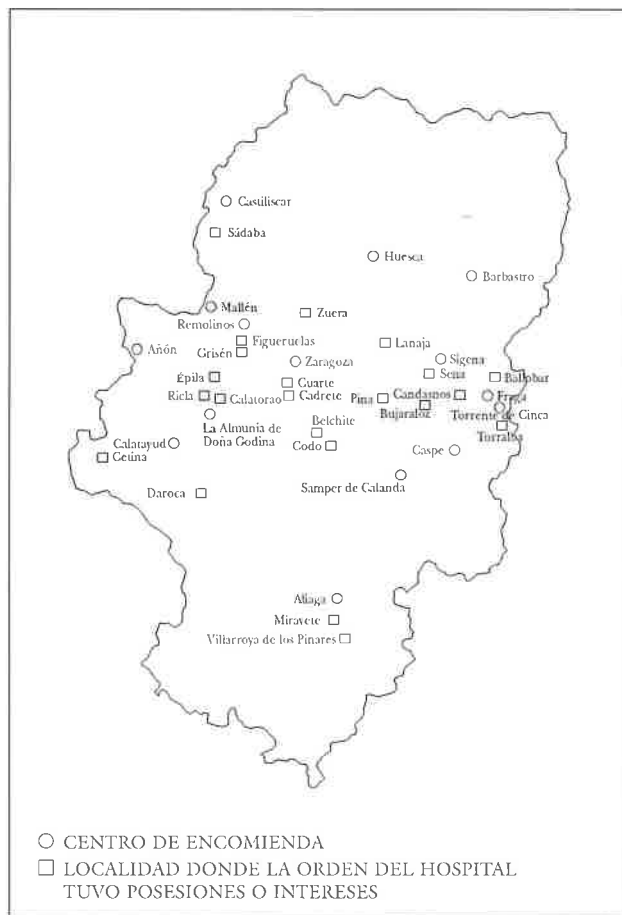 Castiliscar
Sádaba
Huesca
Barbastro
Mallén
Zuera
Remolinos
Figueruelas
Lanaja
Añón
Grisén
Zaragoza
Sigena
Épila
Sena
Ballobar
Cuarte
Ricla
Calatorao
Cadrete
Pina
Candasnos
Fraga
Bujaraloz
Torrente de Cinca
La Almunia de
Doña Godina
Belchite
Torralba
Calatayud
Codo
Caspe
Cetina
Samper de Calanda
Daroca
Aliaga
Miravete
Villarroya de los Pinares
CENTRO DE ENCOMIENDA
LOCALIDAD DONDE LA ORDEN DEL HOSPITAL
TUVO POSESIONES O INTERESES